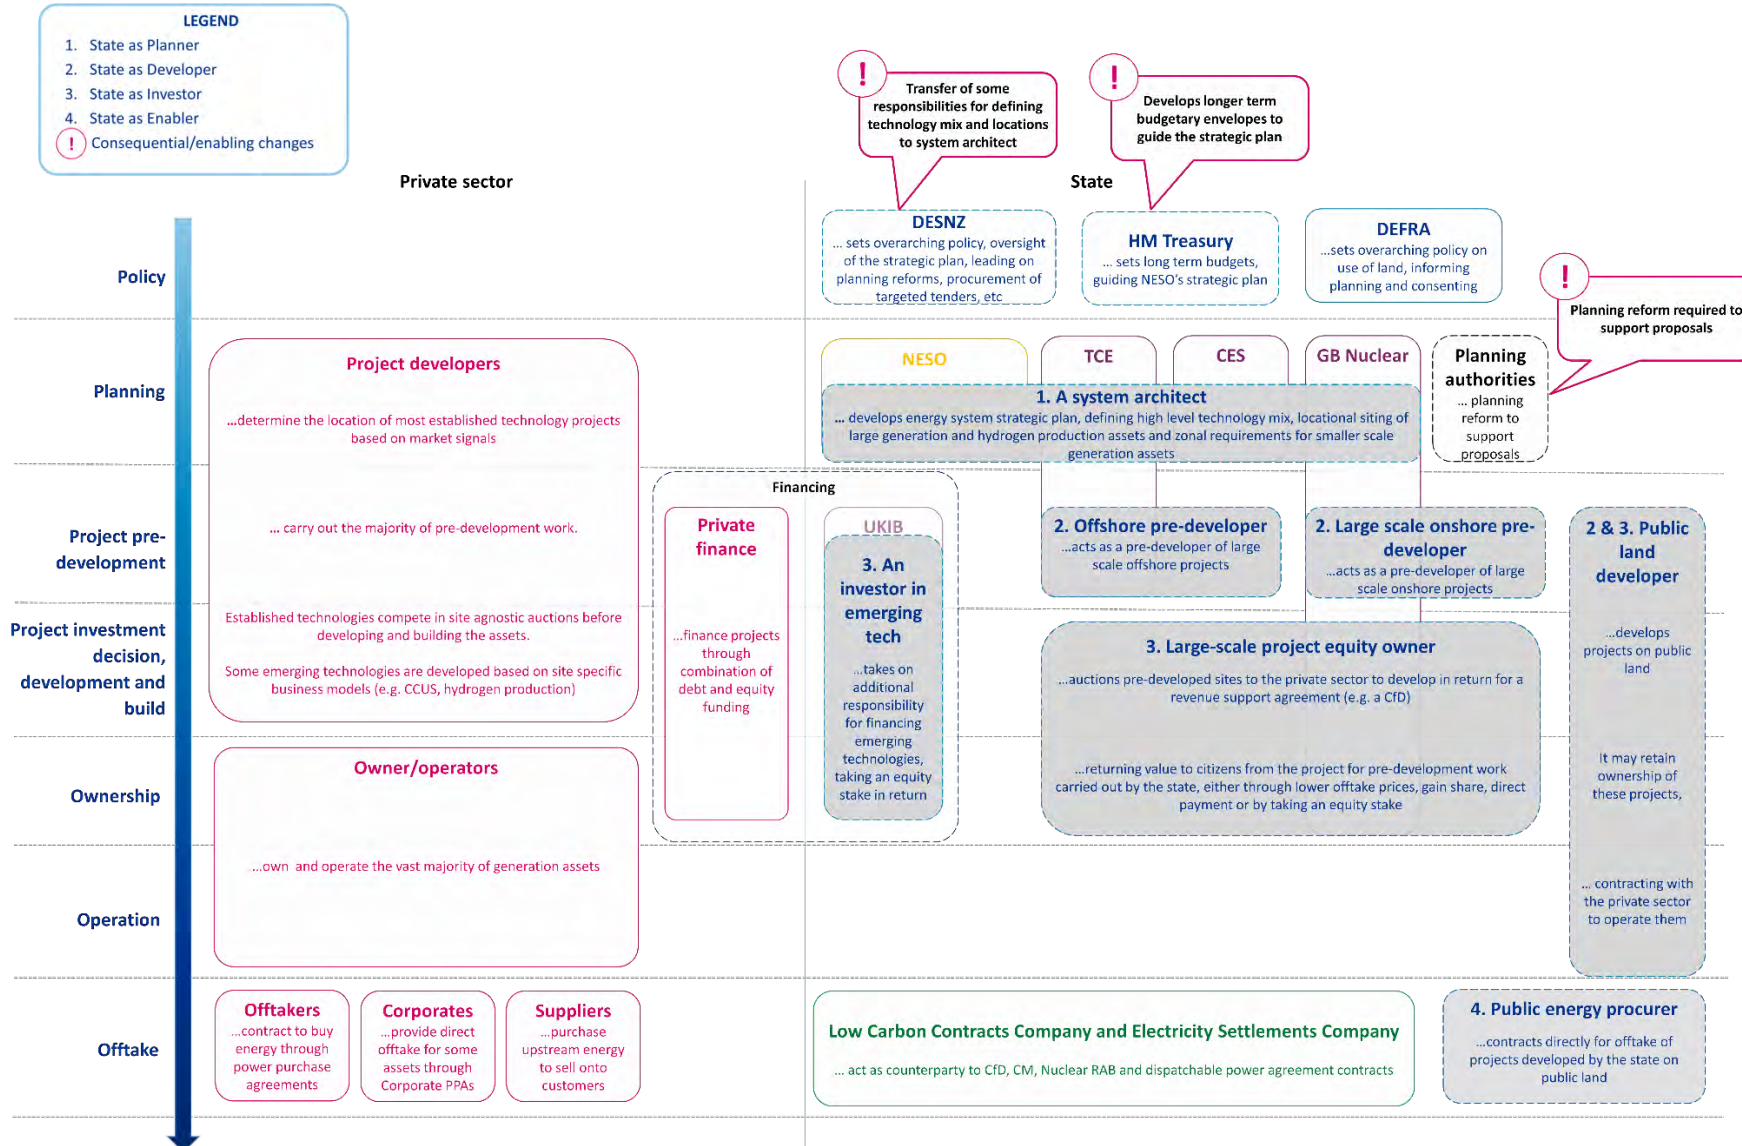 LEGEND
1. State as Planner
2. State as Developer
3. State as Investor
4. State as Enabler
! Consequential/enabling changes
!
Transfer of some
responsibilities for defining
technology mix and locations
to system architect
!
Develops longer term
budgetary envelopes to
guide the strategic plan
Private sector
State
Policy
DESNZ
... sets overarching policy, oversight
of the strategic plan, leading on
planning reforms, procurement of
targeted tenders, etc
HM Treasury
... sets long term budgets,
guiding NESO's strategic plan
DEFRA
...sets overarching policy on
use of land, informing
planning and consenting
!
Planning reform required to
support proposals
Planning
Project developers
...determine the location of most established technology projects
based on market signals
... carry out the majority of pre-development work.
Established technologies compete in site agnostic auctions before
developing and building the assets.
Some emerging technologies are developed based on site specific
business models (e.g. CCUS, hydrogen production)
NESO
TCE
CES
GB Nuclear
1. A system architect
... develops energy system strategic plan, defining high level technology mix, locational siting of
large generation and hydrogen production assets and zonal requirements for smaller scale
generation assets
Planning
authorities
... planning
reform to
support
proposals
Project pre-
development
Financing
Private
finance
...finance projects
through
combination of
debt and equity
funding
UKIB
3. An
investor in
emerging
tech
...takes on
additional
responsibility
for financing
emerging
technologies,
taking an equity
stake in return
2. Offshore pre-developer
...acts as a pre-developer of large
scale offshore projects
2. Large scale onshore pre-
developer
...acts as a pre-developer of large
scale onshore projects
2 & 3. Public
land
developer
...develops
projects on public
land
It may retain
ownership of
these projects,
... contracting with
the private sector
to operate them
Project investment
decision,
development and
build
3. Large-scale project equity owner
...auctions pre-developed sites to the private sector to develop in return for a
revenue support agreement (e.g. a CfD)
...returning value to citizens from the project for pre-development work
carried out by the state, either through lower offtake prices, gain share, direct
payment or by taking an equity stake
Ownership
Owner/operators
...own and operate the vast majority of generation assets
Operation
Offtake
Offtakers
...contract to buy
energy through
power purchase
agreements
Corporates
...provide direct
offtake for some
assets through
Corporate PPAs
Suppliers
...purchase
upstream energy
to sell onto
customers
Low Carbon Contracts Company and Electricity Settlements Company
... act as counterparty to CfD, CM, Nuclear RAB and dispatchable power agreement contracts
4. Public energy procurer
...contracts directly for offtake of
projects developed by the state on
public land